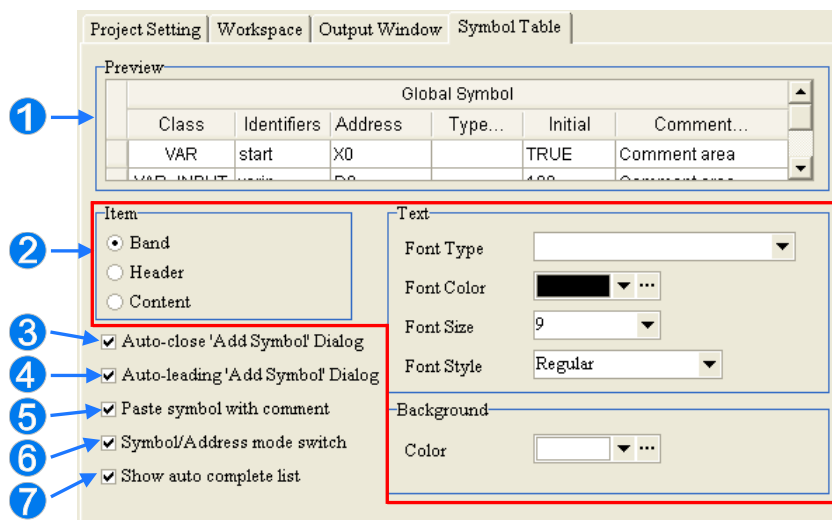 Project Setting Workspace Output Window Symbol Table
Preview
Global Symbol
Class Identifiers Address Type... Initial Comment...
VAR start X0 TRUE Comment area
1
Item
Band
Header
Content
2
Text
Font Type
Font Color ...
Font Size 9
Font Style Regular
Background
Color ...
3 Auto-close 'Add Symbol' Dialog
4 Auto-leading 'Add Symbol' Dialog
5 Paste symbol with comment
6 Symbol/Address mode switch
7 Show auto complete list